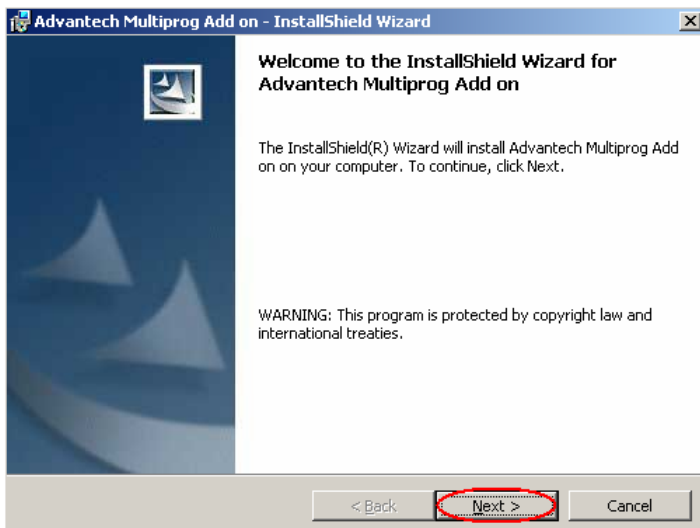 Advantech Multiprog Add on - InstallShield Wizard
Welcome to the InstallShield Wizard for
Advantech Multiprog Add on
The InstallShield(R) Wizard will install Advantech Multiprog Add
on on your computer. To continue, click Next.
WARNING: This program is protected by copyright law and
international treaties.
< Back
Next >
Cancel